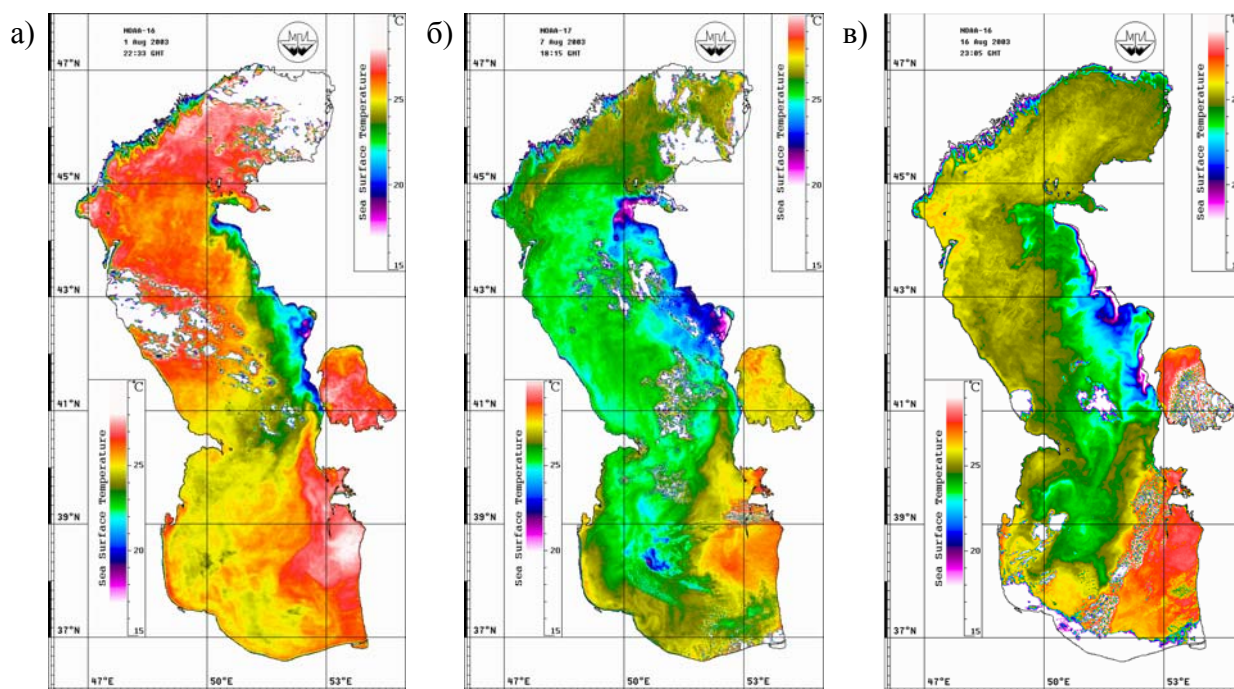 а)
NOAA-16
1 Aug 2003
22:33 GMT
°C
25
20
15
Sea Surface Temperature
47°N
45°N
43°N
41°N
39°N
37°N
47°E
50°E
53°E
°C
25
20
15
Sea Surface Temperature
б)
NOAA-17
7 Aug 2003
18:15 GMT
°C
25
20
15
Sea Surface Temperature
47°N
45°N
43°N
41°N
39°N
37°N
47°E
50°E
53°E
°C
25
20
15
Sea Surface Temperature
в)
NOAA-16
16 Aug 2003
23:05 GMT
°C
25
20
15
Sea Surface Temperature
47°N
45°N
43°N
41°N
39°N
37°N
47°E
50°E
53°E
°C
25
20
15
Sea Surface Temperature